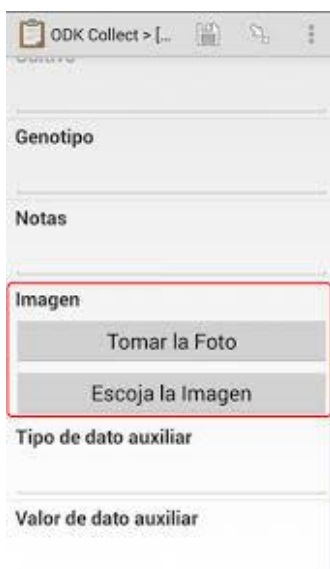 ODK Collect > [...
Genotipo
Notas
Imagen
Tomar la Foto
Escoja la Imagen
Tipo de dato auxiliar
Valor de dato auxiliar